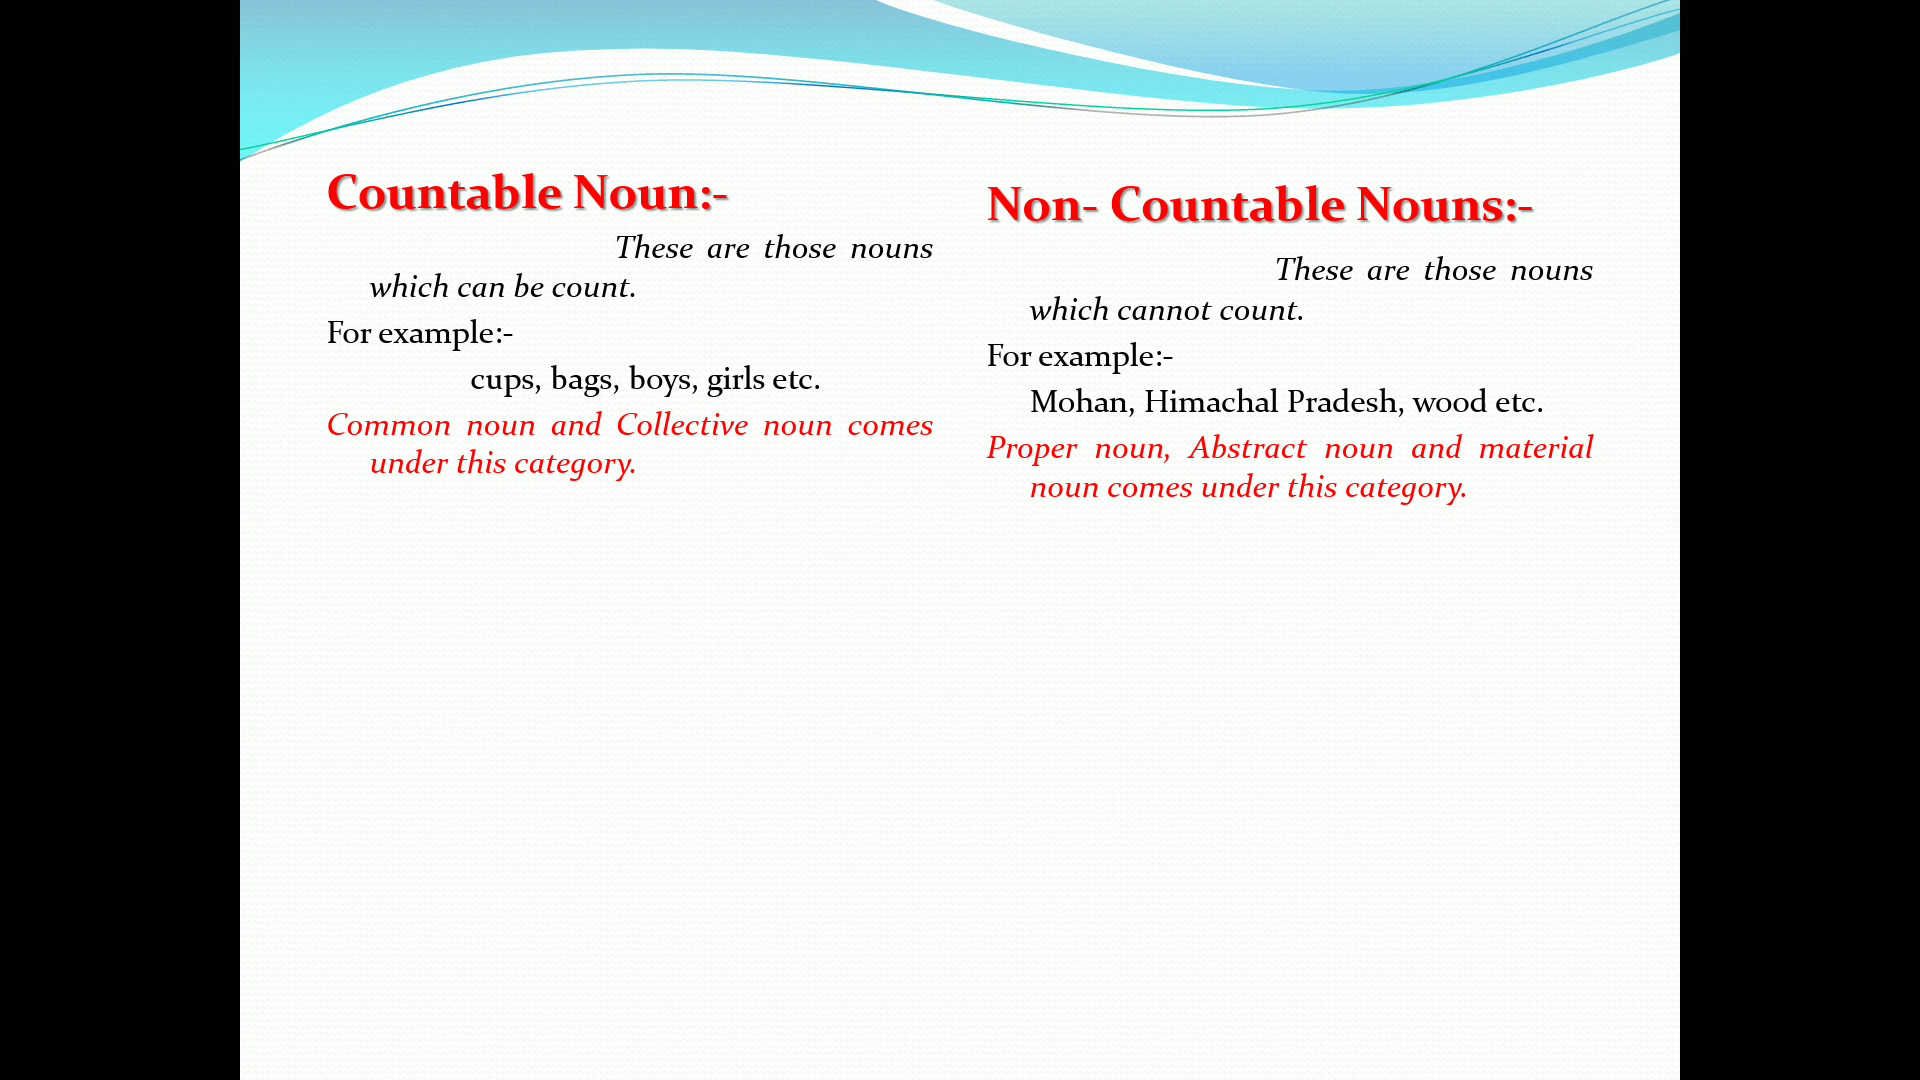 Countable Noun:-
These are those nouns
which can be count.
For example:-
cups, bags, boys, girls etc.
Common noun and Collective noun comes
under this category.
Non- Countable Nouns:-
These are those nouns
which cannot count.
For example:-
Mohan, Himachal Pradesh, wood etc.
Proper noun, Abstract noun and material
noun comes under this category.